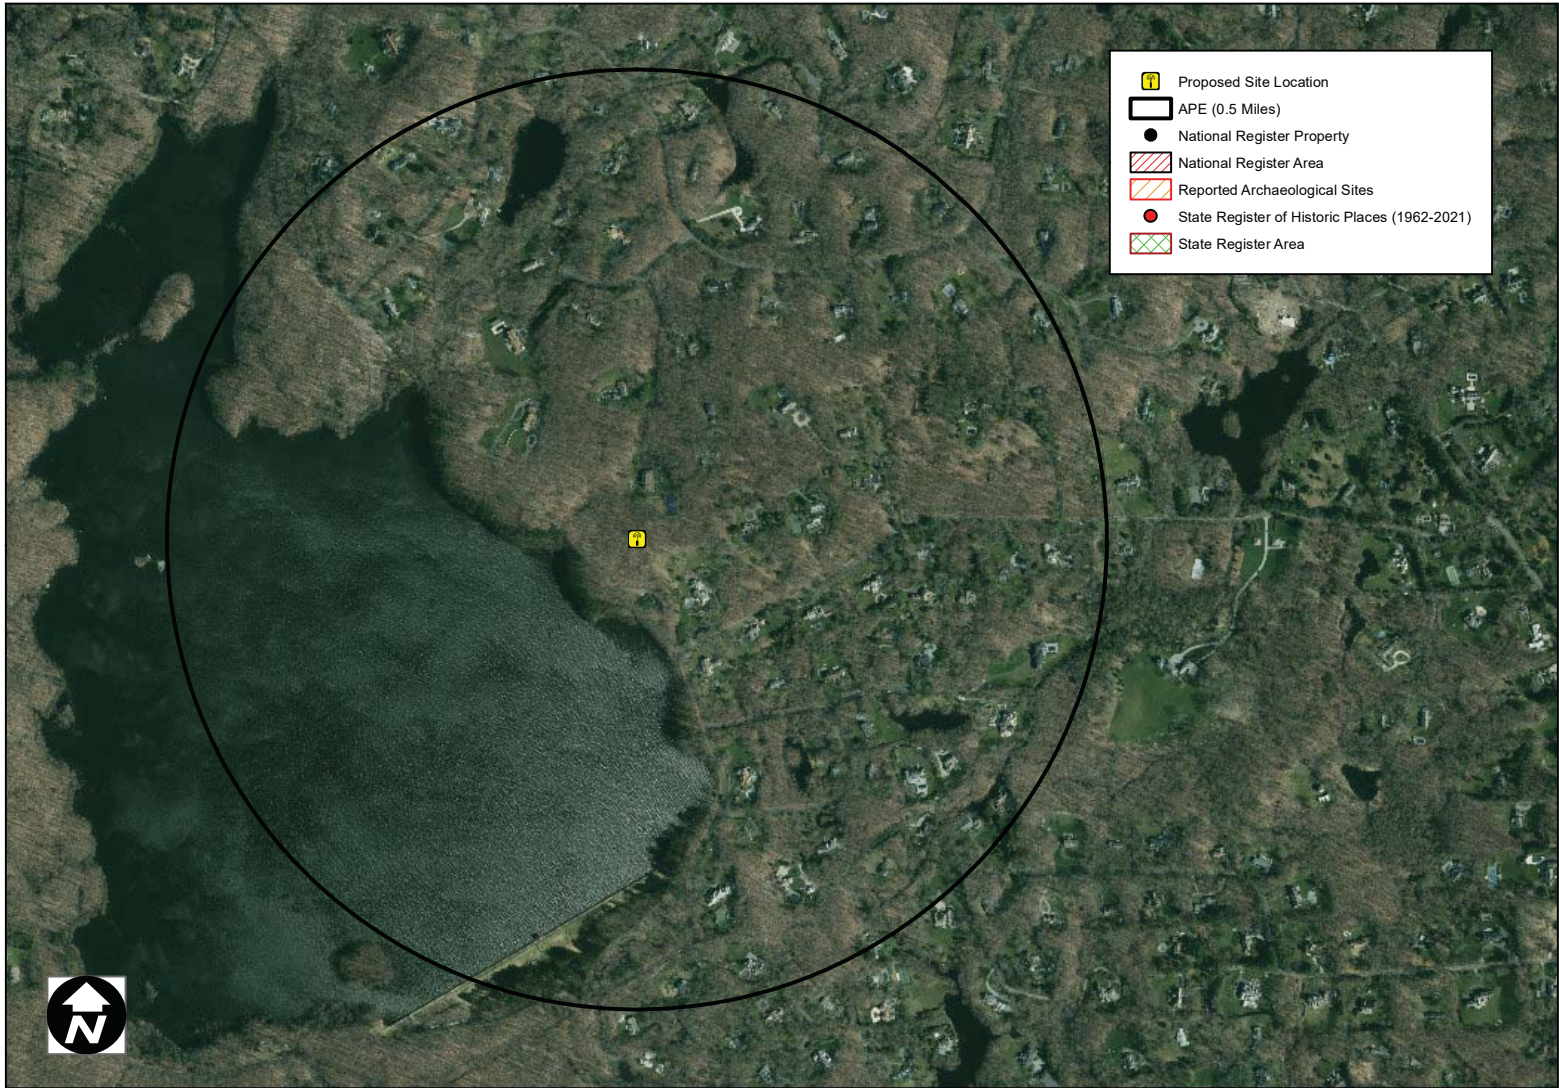 Proposed Site Location
APE (0.5 Miles)
National Register Property
National Register Area
Reported Archaeological Sites
State Register of Historic Places (1962-2021)
State Register Area
N